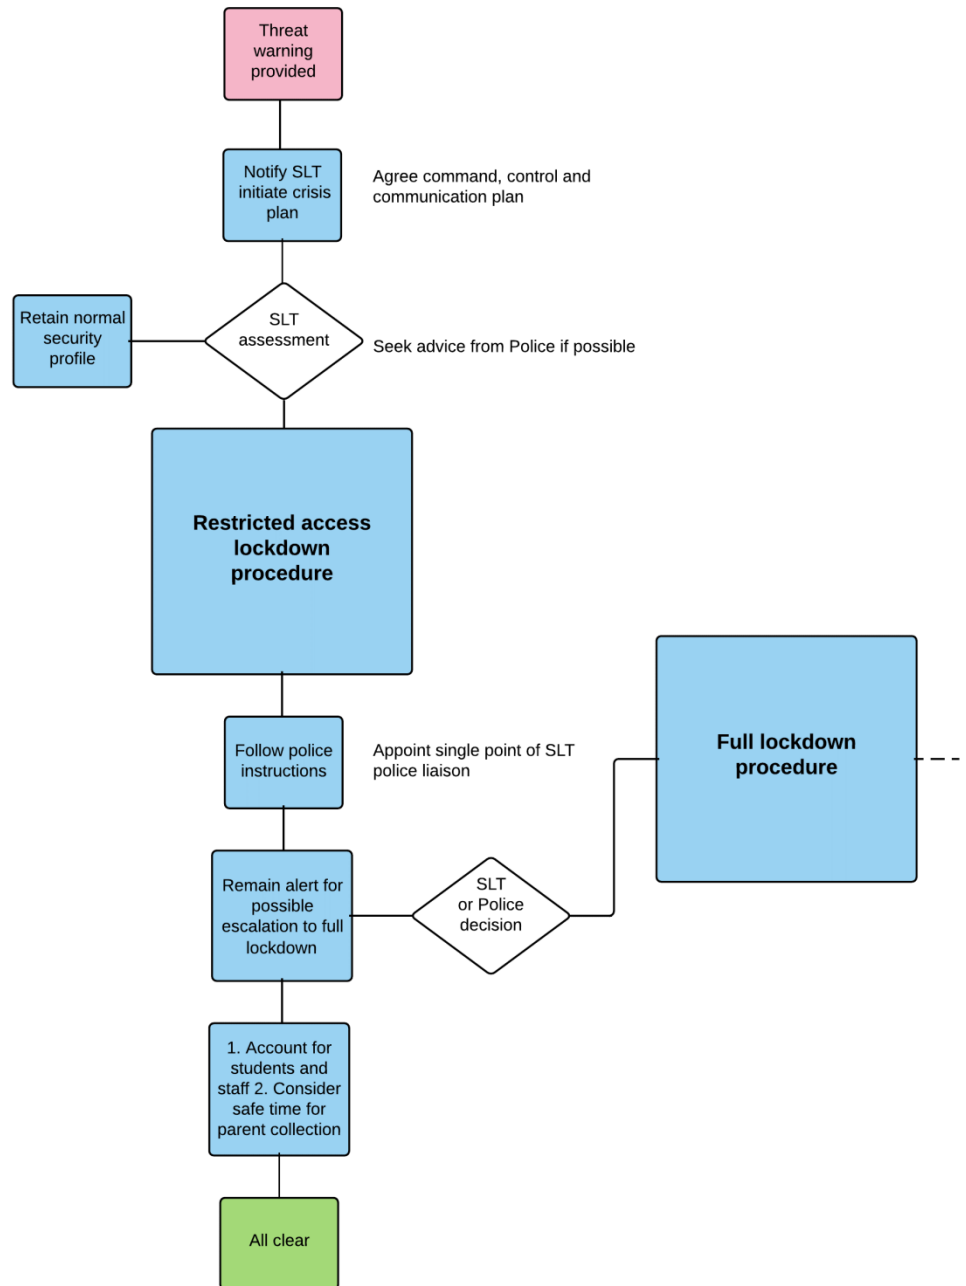 Threat
warning
provided
Notify SLT
initiate crisis
plan
Agree command, control and
communication plan
SLT
assessment
Retain normal
security
profile
Seek advice from Police if possible
Restricted access
lockdown
procedure
Follow police
instructions
Appoint single point of SLT
police liaison
Full lockdown
procedure
Remain alert for
possible
escalation to full
lockdown
SLT
or Police
decision
1. Account for
students and
staff 2. Consider
safe time for
parent collection
All clear